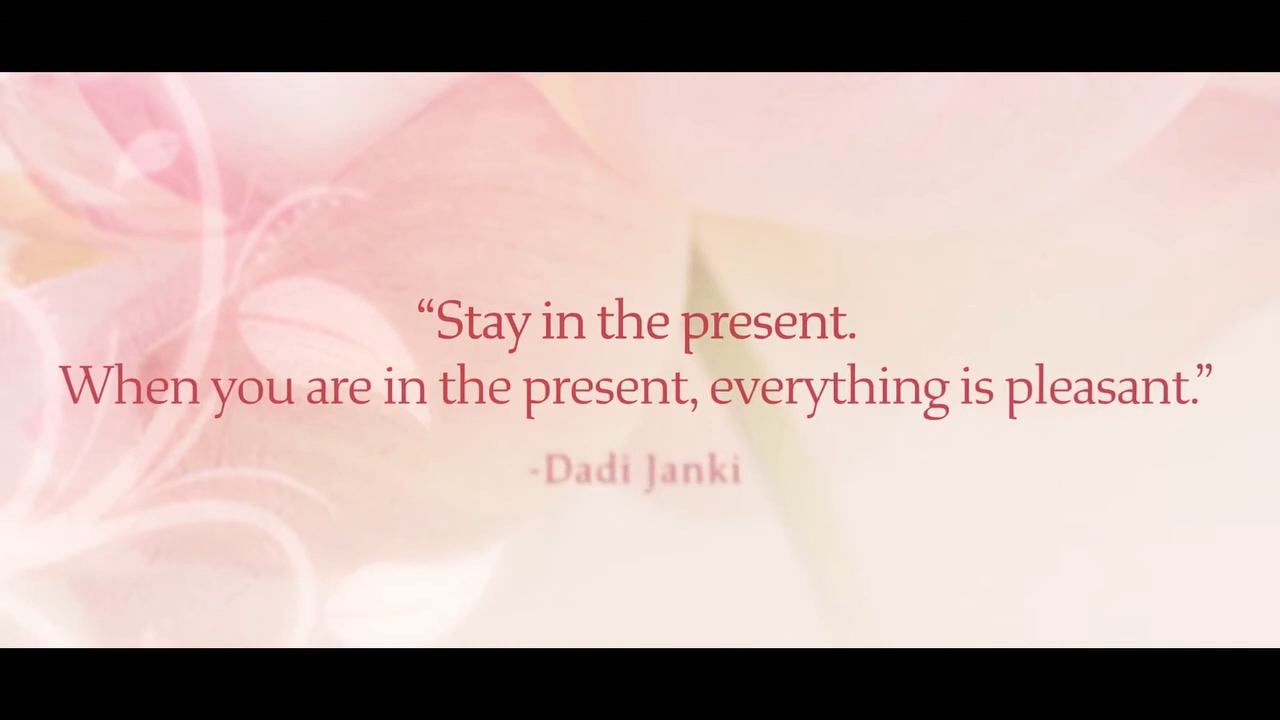 “Stay in the present.
When you are in the present, everything is pleasant.”
-Dadi Janki